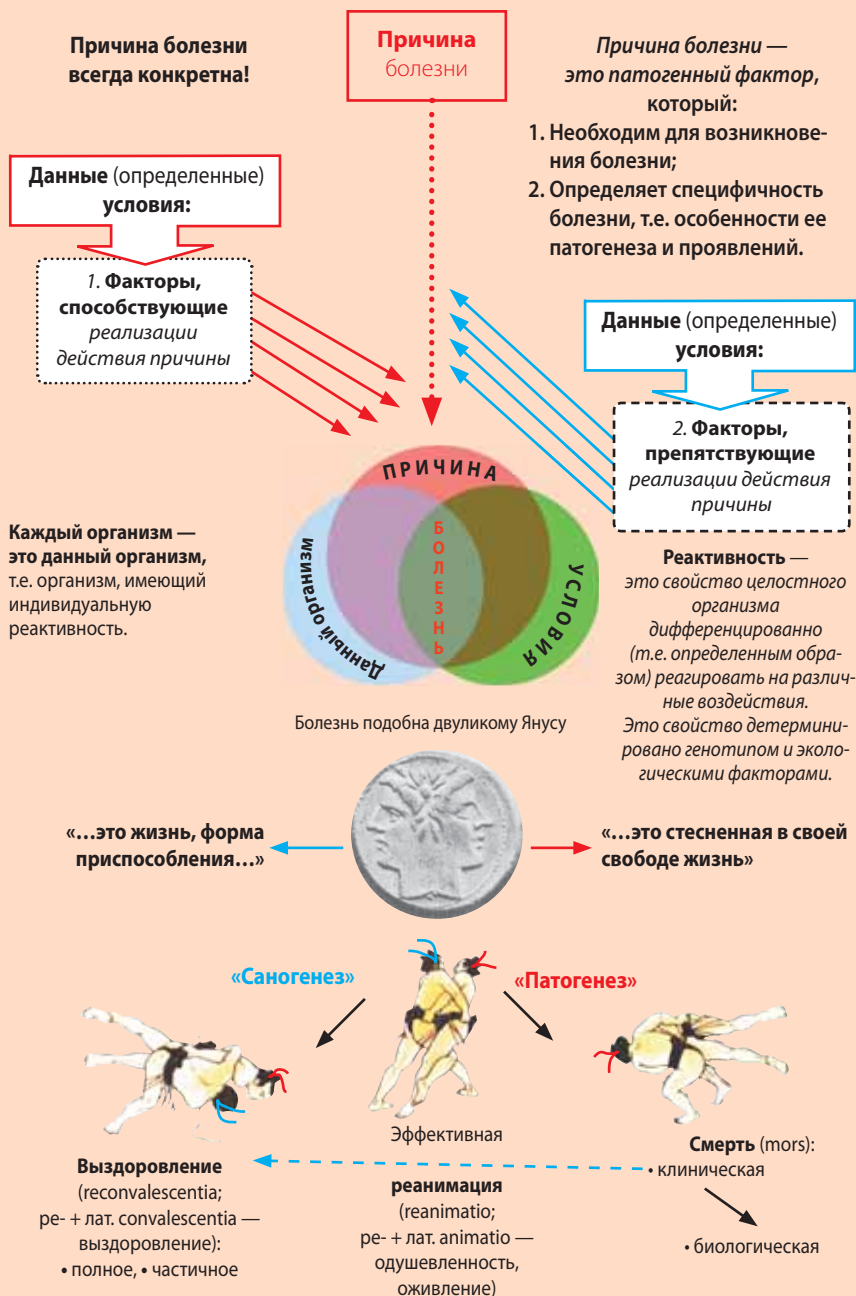 Причина болезни
всегда конкретна!
Причина
болезни
Причина болезни —
это патогенный фактор,
который:
1. Необходим для возникнове-
ния болезни;
2. Определяет специфичность
болезни, т.е. особенности ее
патогенеза и проявлений.
Данные (определенные)
условия:
1. Факторы,
способствующие
реализации
действия причины
Данные (определенные)
условия:
2. Факторы,
препятствующие
реализации действия
причины
ПРИЧИНА
Данный организм
УСЛОВИЯ
БОЛЕЗНЬ
Каждый организм —
это данный организм,
т.е. организм, имеющий
индивидуальную
реактивность.
Реактивность —
это свойство целостного
организма
дифференцированно
(т.е. определенным обра-
зом) реагировать на различ-
ные воздействия.
Это свойство детермини-
ровано генотипом и эколо-
гическими факторами.
Болезнь подобна двуликому Янусу
«…это жизнь, форма
приспособления…»
«…это стесненная в своей
свободе жизнь»
«Саногенез»
«Патогенез»
Выздоровление
(reconvalescentia;
ре- + лат. convalescentia —
выздоровление):
• полное, • частичное
Эффективная
реанимация
(reanimatio;
ре- + лат. animatio —
одушевленность,
оживление)
Смерть (mors):
• клиническая
• биологическая